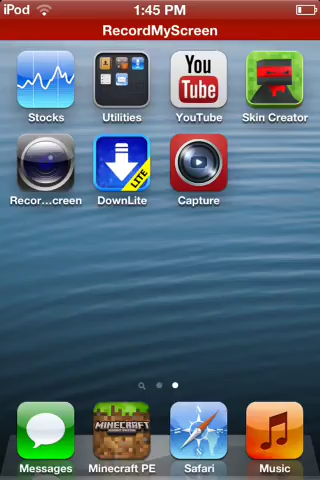 iPod 1:45 PM
RecordMyScreen
You
Tube
Stocks Utilities YouTube Skin Creator
LITE
Recor...creen DownLite Capture
MINECRAFT
Messages Minecraft PE Safari Music